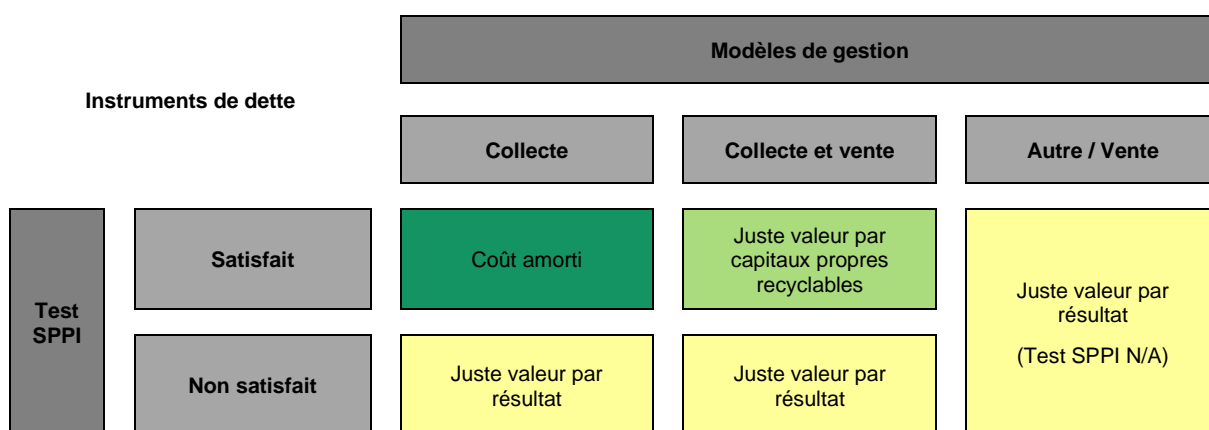 Modèles de gestion
Instruments de dette
Collecte
Collecte et vente
Autre / Vente
Test
SPPI
Satisfait
Coût amorti
Juste valeur par
capitaux propres
recyclables
Juste valeur par
résultat
(Test SPPI N/A)
Non satisfait
Juste valeur par
résultat
Juste valeur par
résultat